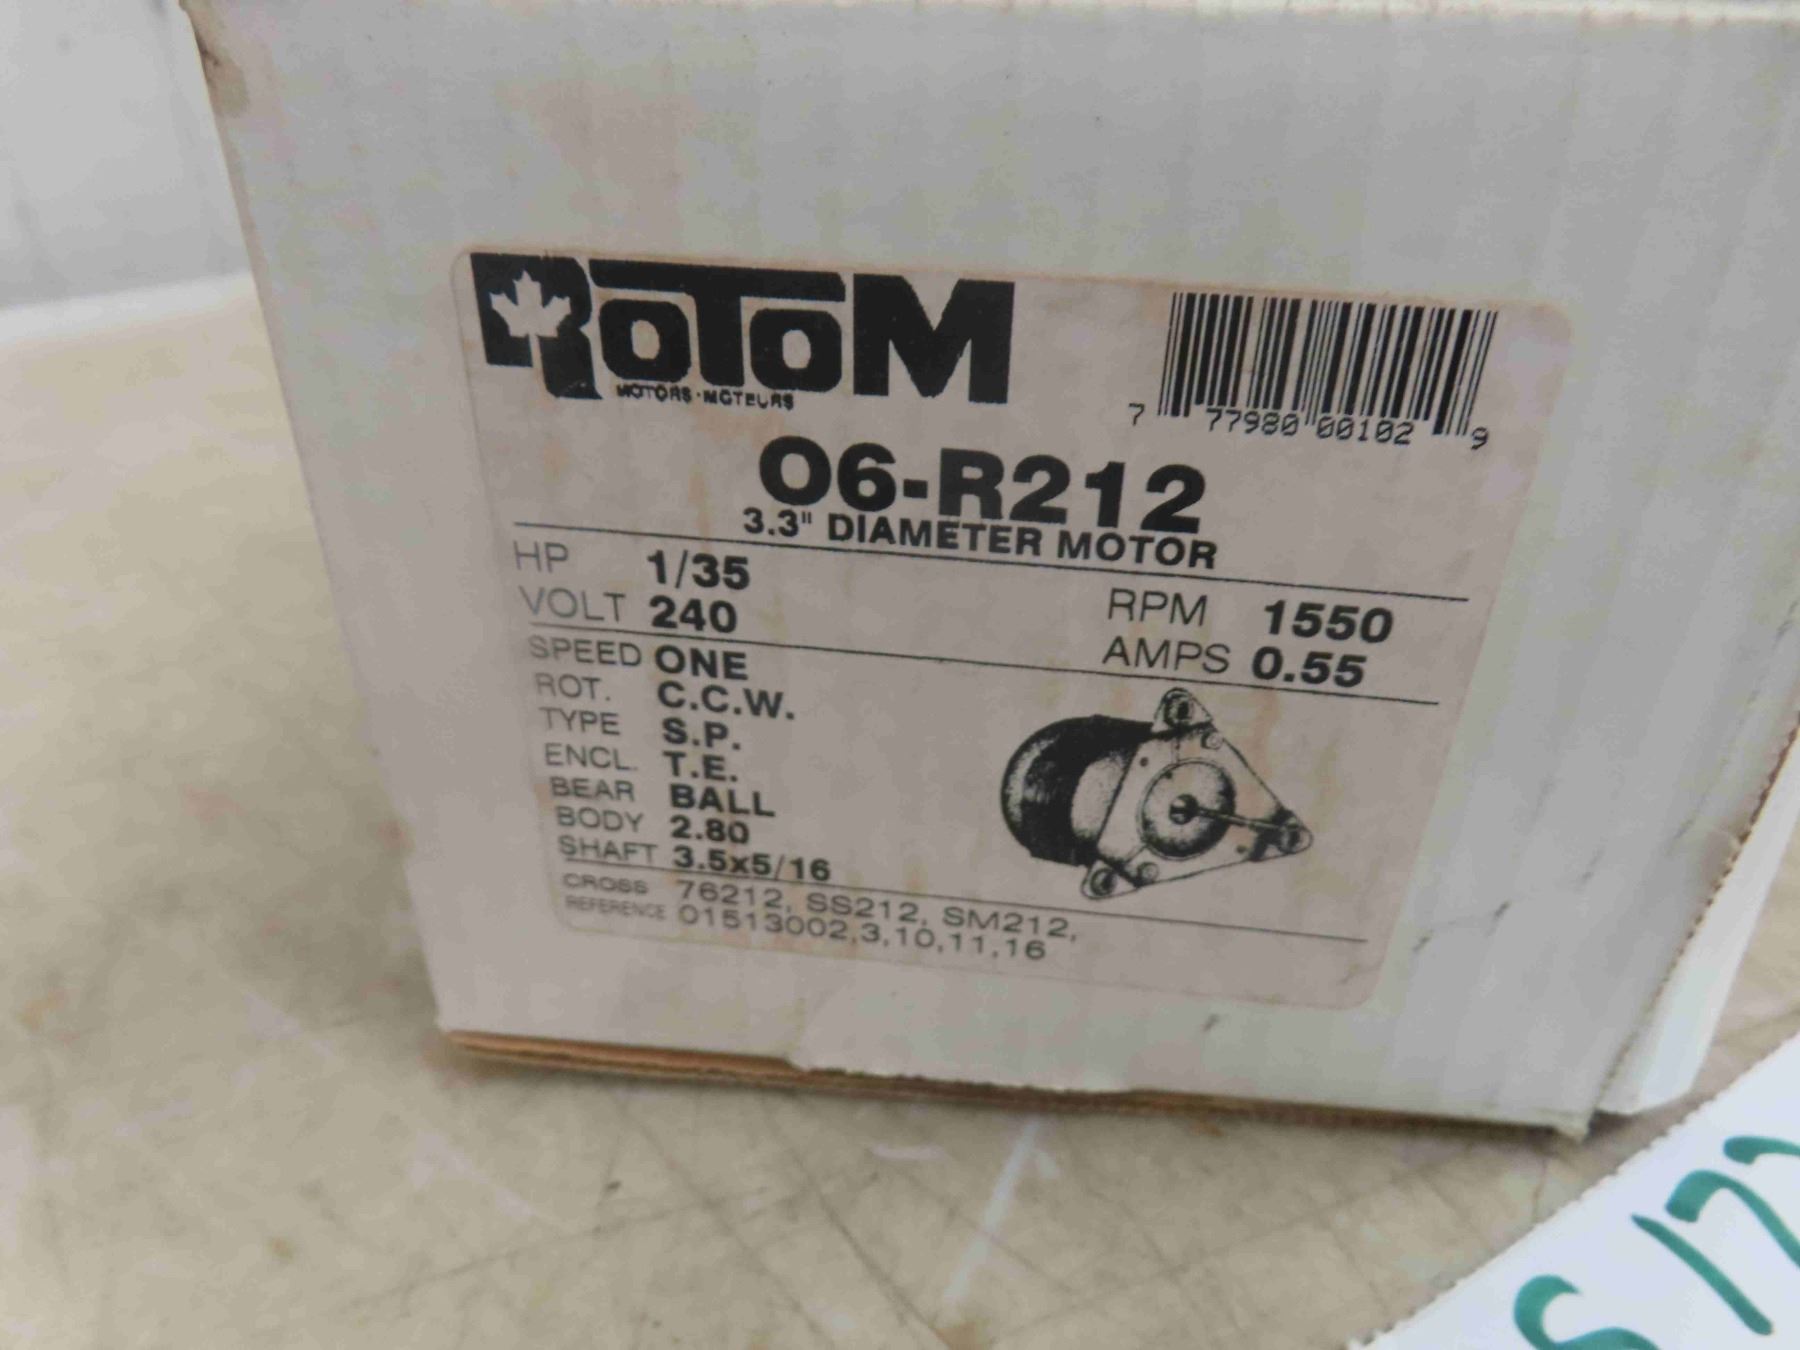 ROTOM
MOTORS · MOTEURS
7 77980 00102 9
O6-R212
3.3" DIAMETER MOTOR
HP 1/35 RPM 1550
VOLT 240 AMPS 0.55
SPEED ONE
ROT. C.C.W.
TYPE S.P.
ENCL. T.E.
BEAR BALL
BODY 2.80
SHAFT 3.5x5/16
CROSS REFERENCE 76212, SS212, SM212,
01513002,3,10,11,16